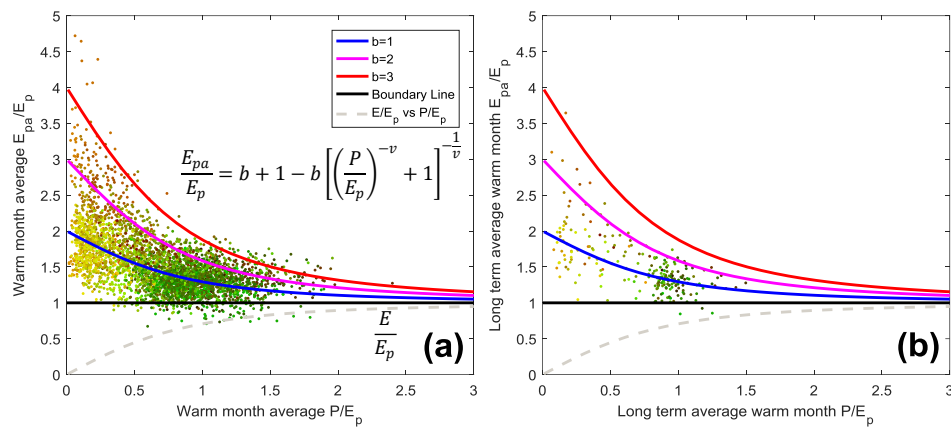 Warm month average E_pa/E_p
5
4.5
4
3.5
3
2.5
2
1.5
1
0.5
0
b=1
b=2
b=3
Boundary Line
E/E_p vs P/E_p
E_pa/E_p = b + 1 − b[(P/E_p)^−v + 1]^−1/v
E/E_p
(a)
0 0.5 1 1.5 2 2.5 3
Warm month average P/E_p
Long term average warm month E_pa/E_p
5
4.5
4
3.5
3
2.5
2
1.5
1
0.5
0
(b)
0 0.5 1 1.5 2 2.5 3
Long term average warm month P/E_p